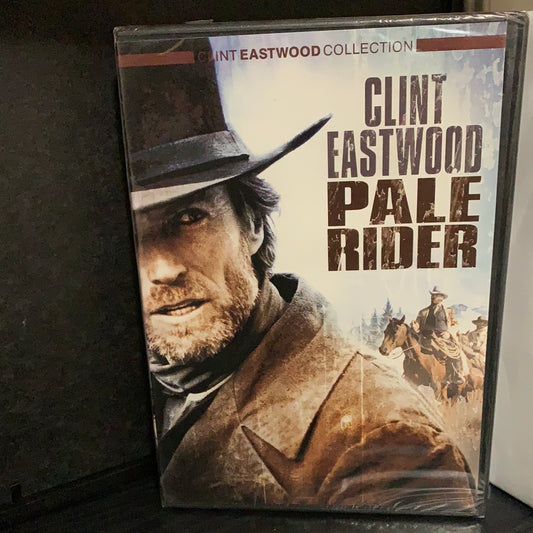 CLINT EASTWOOD COLLECTION
CLINT
EASTWOOD
PALE
RIDER